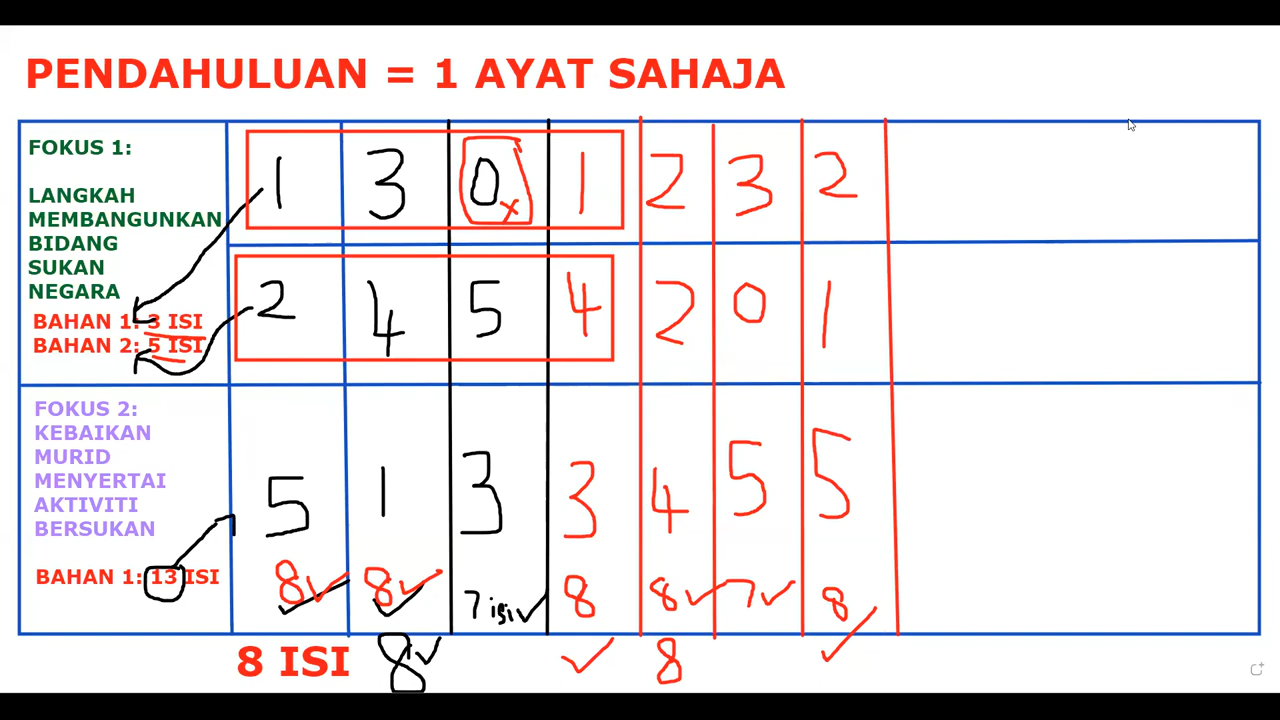 PENDAHULUAN = 1 AYAT SAHAJA
FOKUS 1:
LANGKAH
MEMBANGUNKAN
BIDANG
SUKAN
NEGARA
BAHAN 1: 3 ISI
BAHAN 2: 5 ISI
1 3 0x 1 2 3 2
2 4 5 4 2 0 1
FOKUS 2:
KEBAIKAN
MURID
MENYERTAI
AKTIVITI
BERSUKAN
BAHAN 1: 13 ISI
5 1 3 3 4 5 5
8✓ 8✓ 7 isi✓ 8 8✓ 7✓ 8
8 ISI 8✓ ✓ 8 ✓